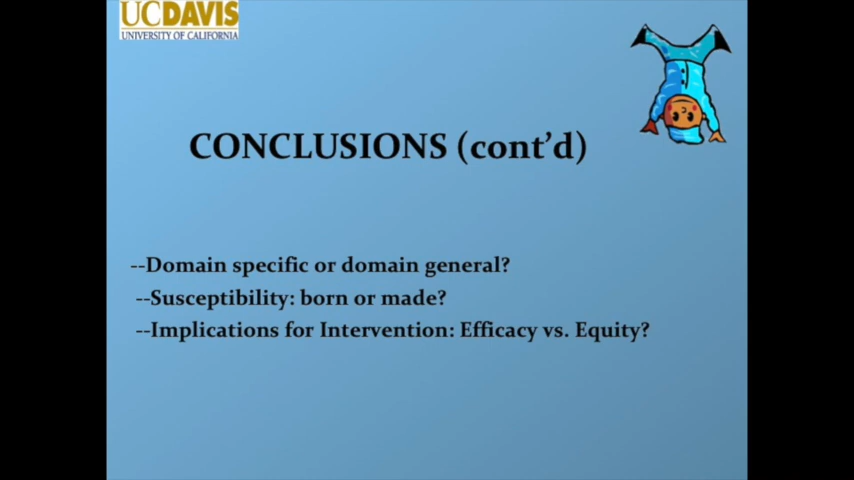 UCDAVIS
UNIVERSITY OF CALIFORNIA
CONCLUSIONS (cont'd)
--Domain specific or domain general?
--Susceptibility: born or made?
--Implications for Intervention: Efficacy vs. Equity?